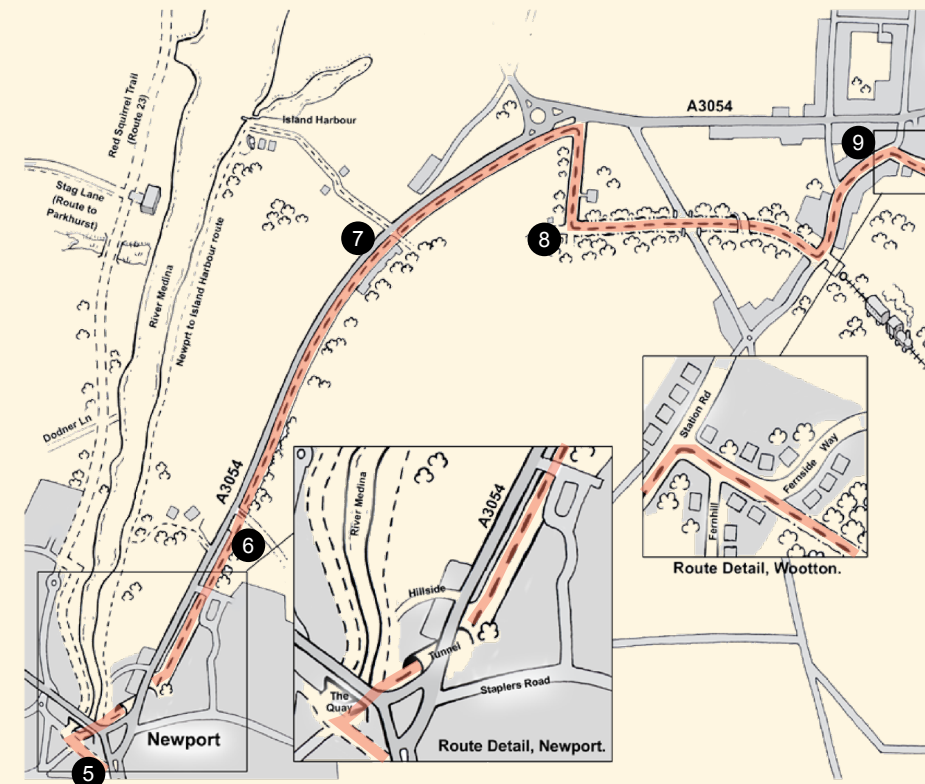 A3054
Red Squirrel Trail
(Route 23)
Island Harbour
9
Stag Lane
(Route to
Parkhurst)
7
8
River Medina
Newprt to Island Harbour route
Dodner Ln
A3054
6
Newport
5
River Medina
A3054
Hillside
Tunnel
The
Quay
Staplers Road
Route Detail, Newport.
Station Rd
Fernside Way
Fernhill
Route Detail, Wootton.